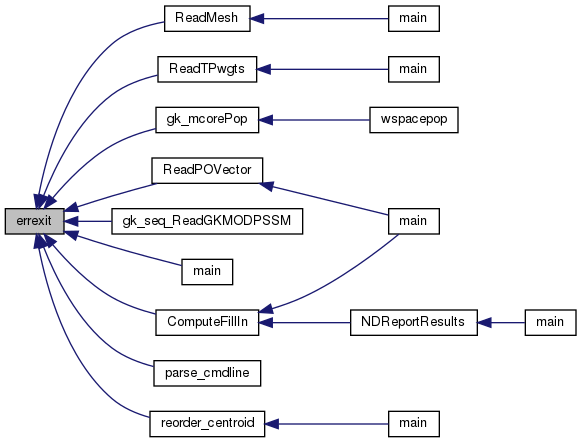 ReadMesh main
ReadTPwgts main
gk_mcorePop wspacepop
ReadPOVector
errexit gk_seq_ReadGKMODPSSM main
main
ComputeFillIn NDReportResults main
parse_cmdline
reorder_centroid main